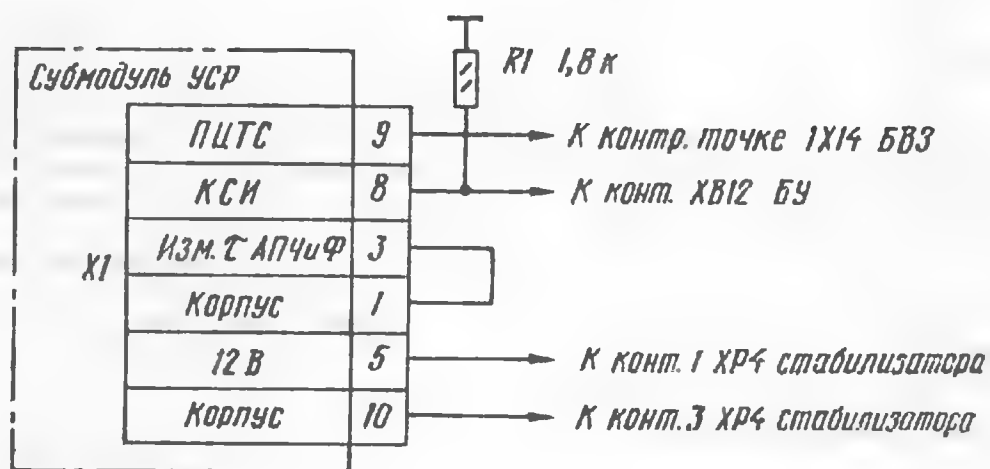 Субмодуль УСР
R1 1,8 к
ПЦТС 9 К контр. точке 1Х14 БВЗ
КСИ 8 К конт. ХВ12 БУ
Изм. τ АПЧиФ 3
Х1
Корпус 1
12 В 5 К конт. 1 ХР4 стабилизатора
Корпус 10 К конт. 3 ХР4 стабилизатора